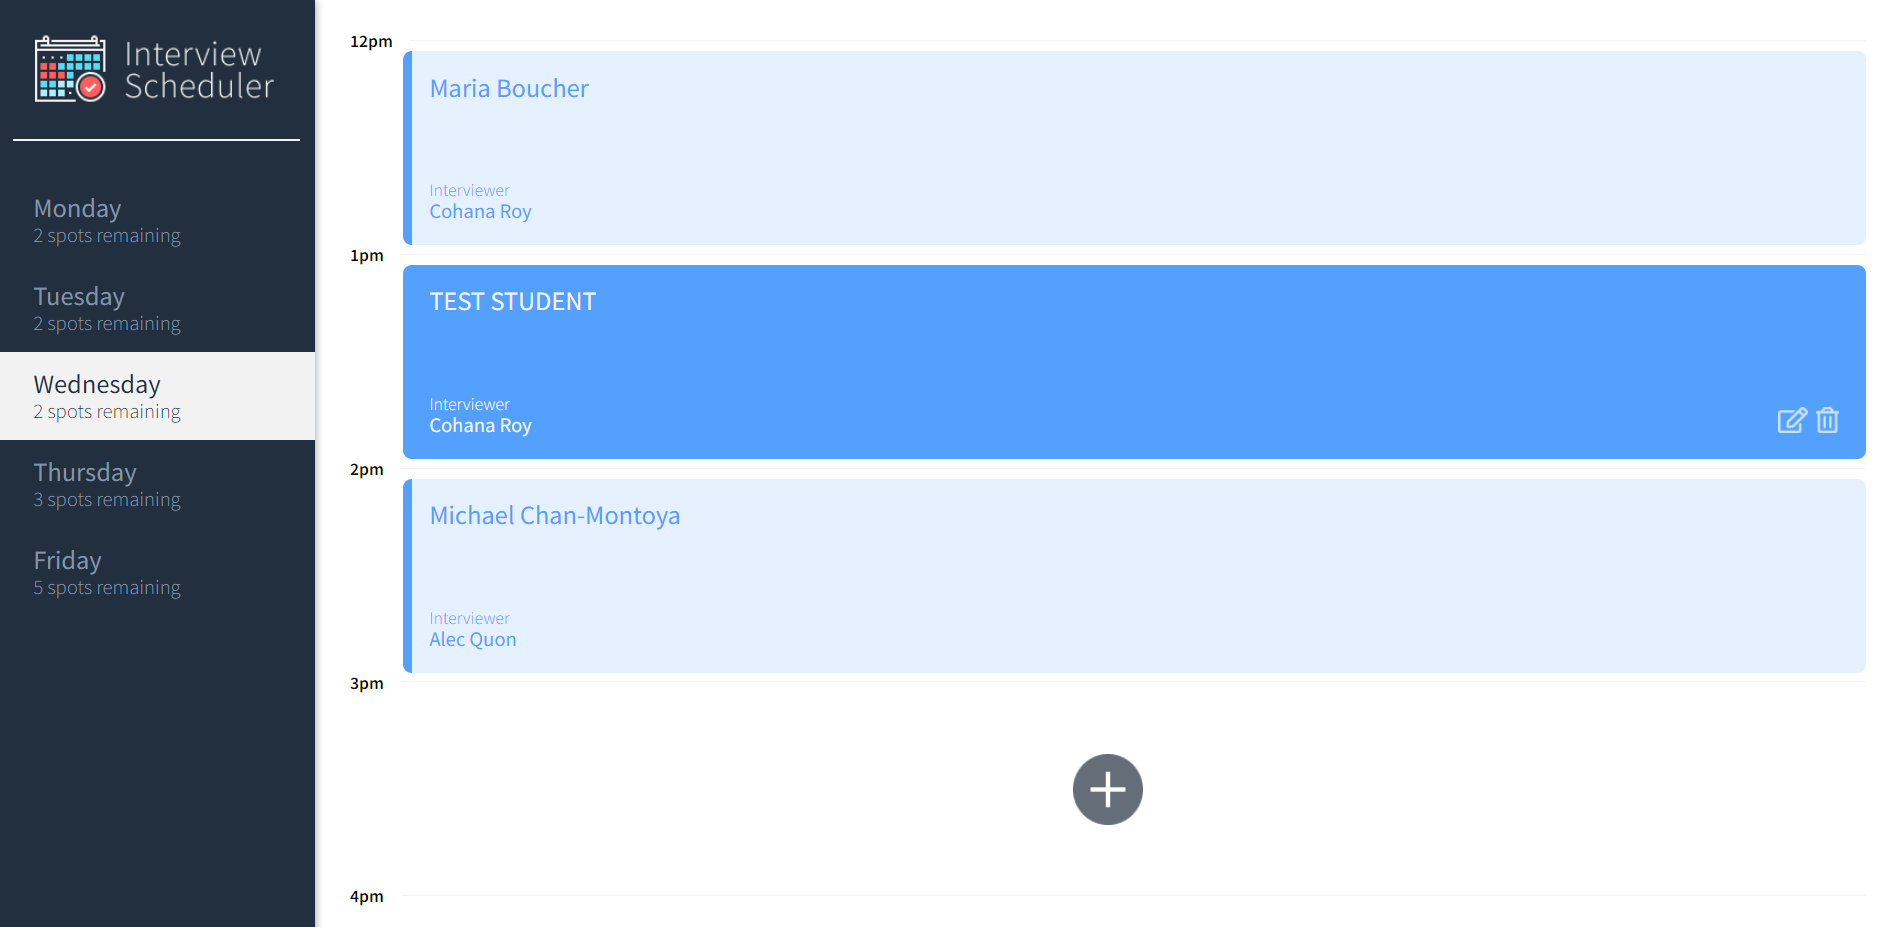 Interview
Scheduler
Monday
2 spots remaining
Tuesday
2 spots remaining
Wednesday
2 spots remaining
Thursday
3 spots remaining
Friday
5 spots remaining
12pm
Maria Boucher
Interviewer
Cohana Roy
1pm
TEST STUDENT
Interviewer
Cohana Roy
2pm
Michael Chan-Montoya
Interviewer
Alec Quon
3pm
4pm